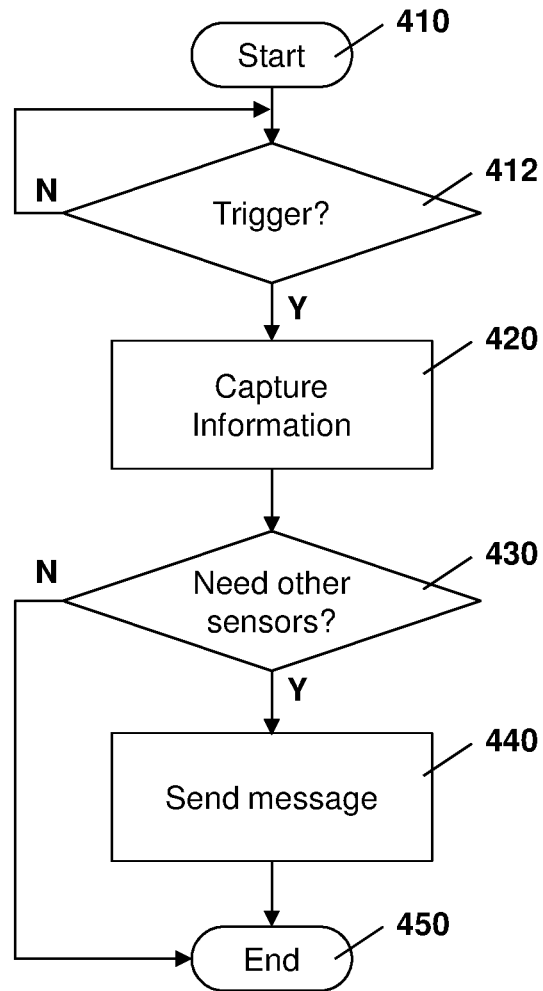 410
Start
412
N
Trigger?
Y
420
Capture
Information
430
N
Need other
sensors?
Y
440
Send message
450
End